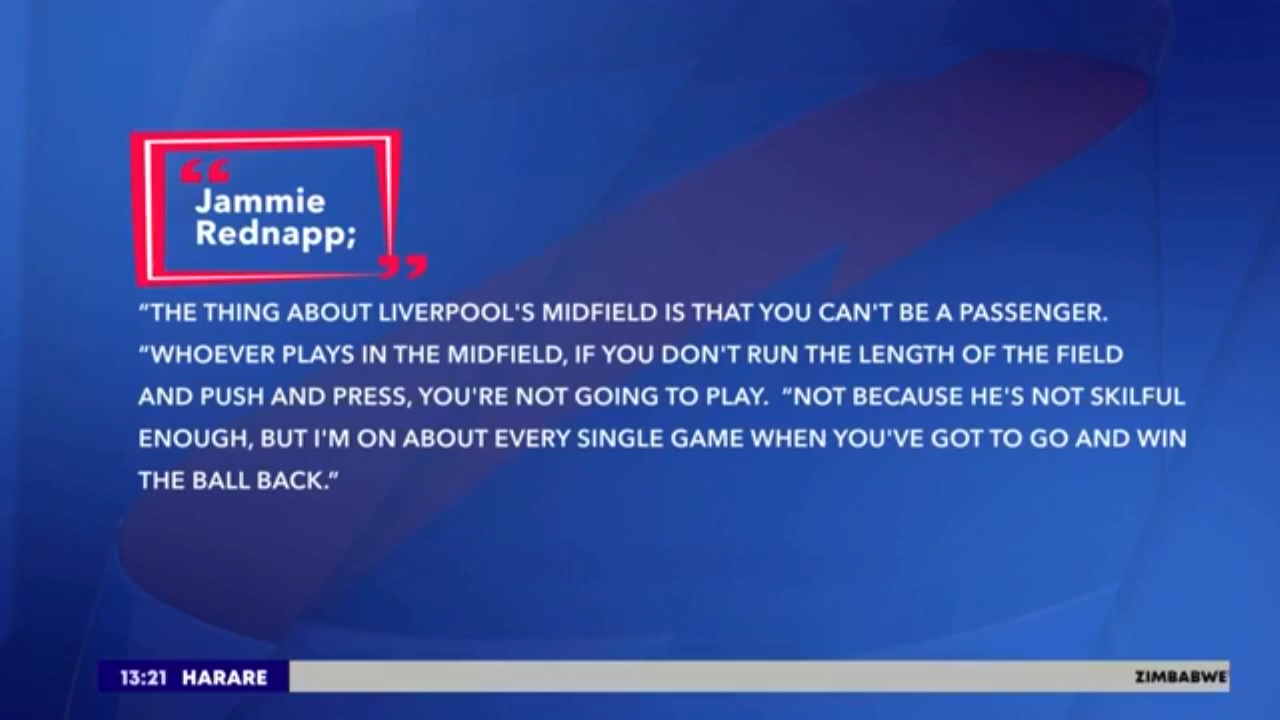 “
Jammie
Rednapp;
”
“THE THING ABOUT LIVERPOOL'S MIDFIELD IS THAT YOU CAN'T BE A PASSENGER.
“WHOEVER PLAYS IN THE MIDFIELD, IF YOU DON'T RUN THE LENGTH OF THE FIELD
AND PUSH AND PRESS, YOU'RE NOT GOING TO PLAY. “NOT BECAUSE HE'S NOT SKILFUL
ENOUGH, BUT I'M ON ABOUT EVERY SINGLE GAME WHEN YOU'VE GOT TO GO AND WIN
THE BALL BACK.”
13:21 HARARE ZIMBABWE